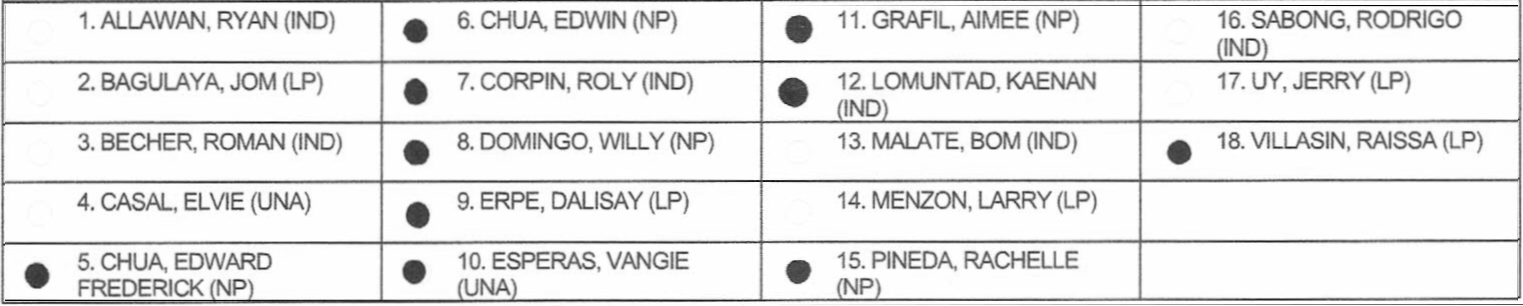 1. ALLAWAN, RYAN (IND)
2. BAGULAYA, JOM (LP)
3. BECHER, ROMAN (IND)
4. CASAL, ELVIE (UNA)
5. CHUA, EDWARD
FREDERICK (NP)
6. CHUA, EDWIN (NP)
7. CORPIN, ROLY (IND)
8. DOMINGO, WILLY (NP)
9. ERPE, DALISAY (LP)
10. ESPERAS, VANGIE
(UNA)
11. GRAFIL, AIMEE (NP)
12. LOMUNTAD, KAENAN
(IND)
13. MALATE, BOM (IND)
14. MENZON, LARRY (LP)
15. PINEDA, RACHELLE
(NP)
16. SABONG, RODRIGO
(IND)
17. UY, JERRY (LP)
18. VILLASIN, RAISSA (LP)